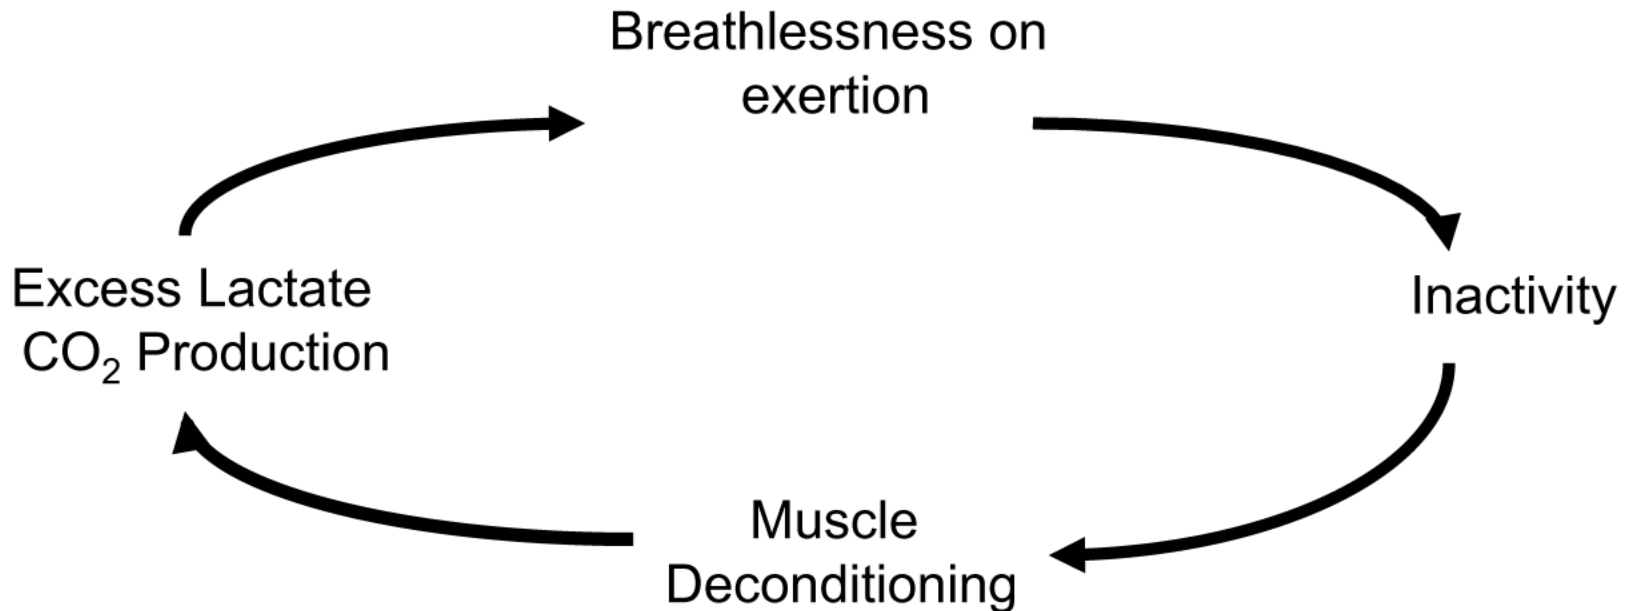 Breathlessness on
exertion
Inactivity
Muscle
Deconditioning
Excess Lactate
CO₂ Production